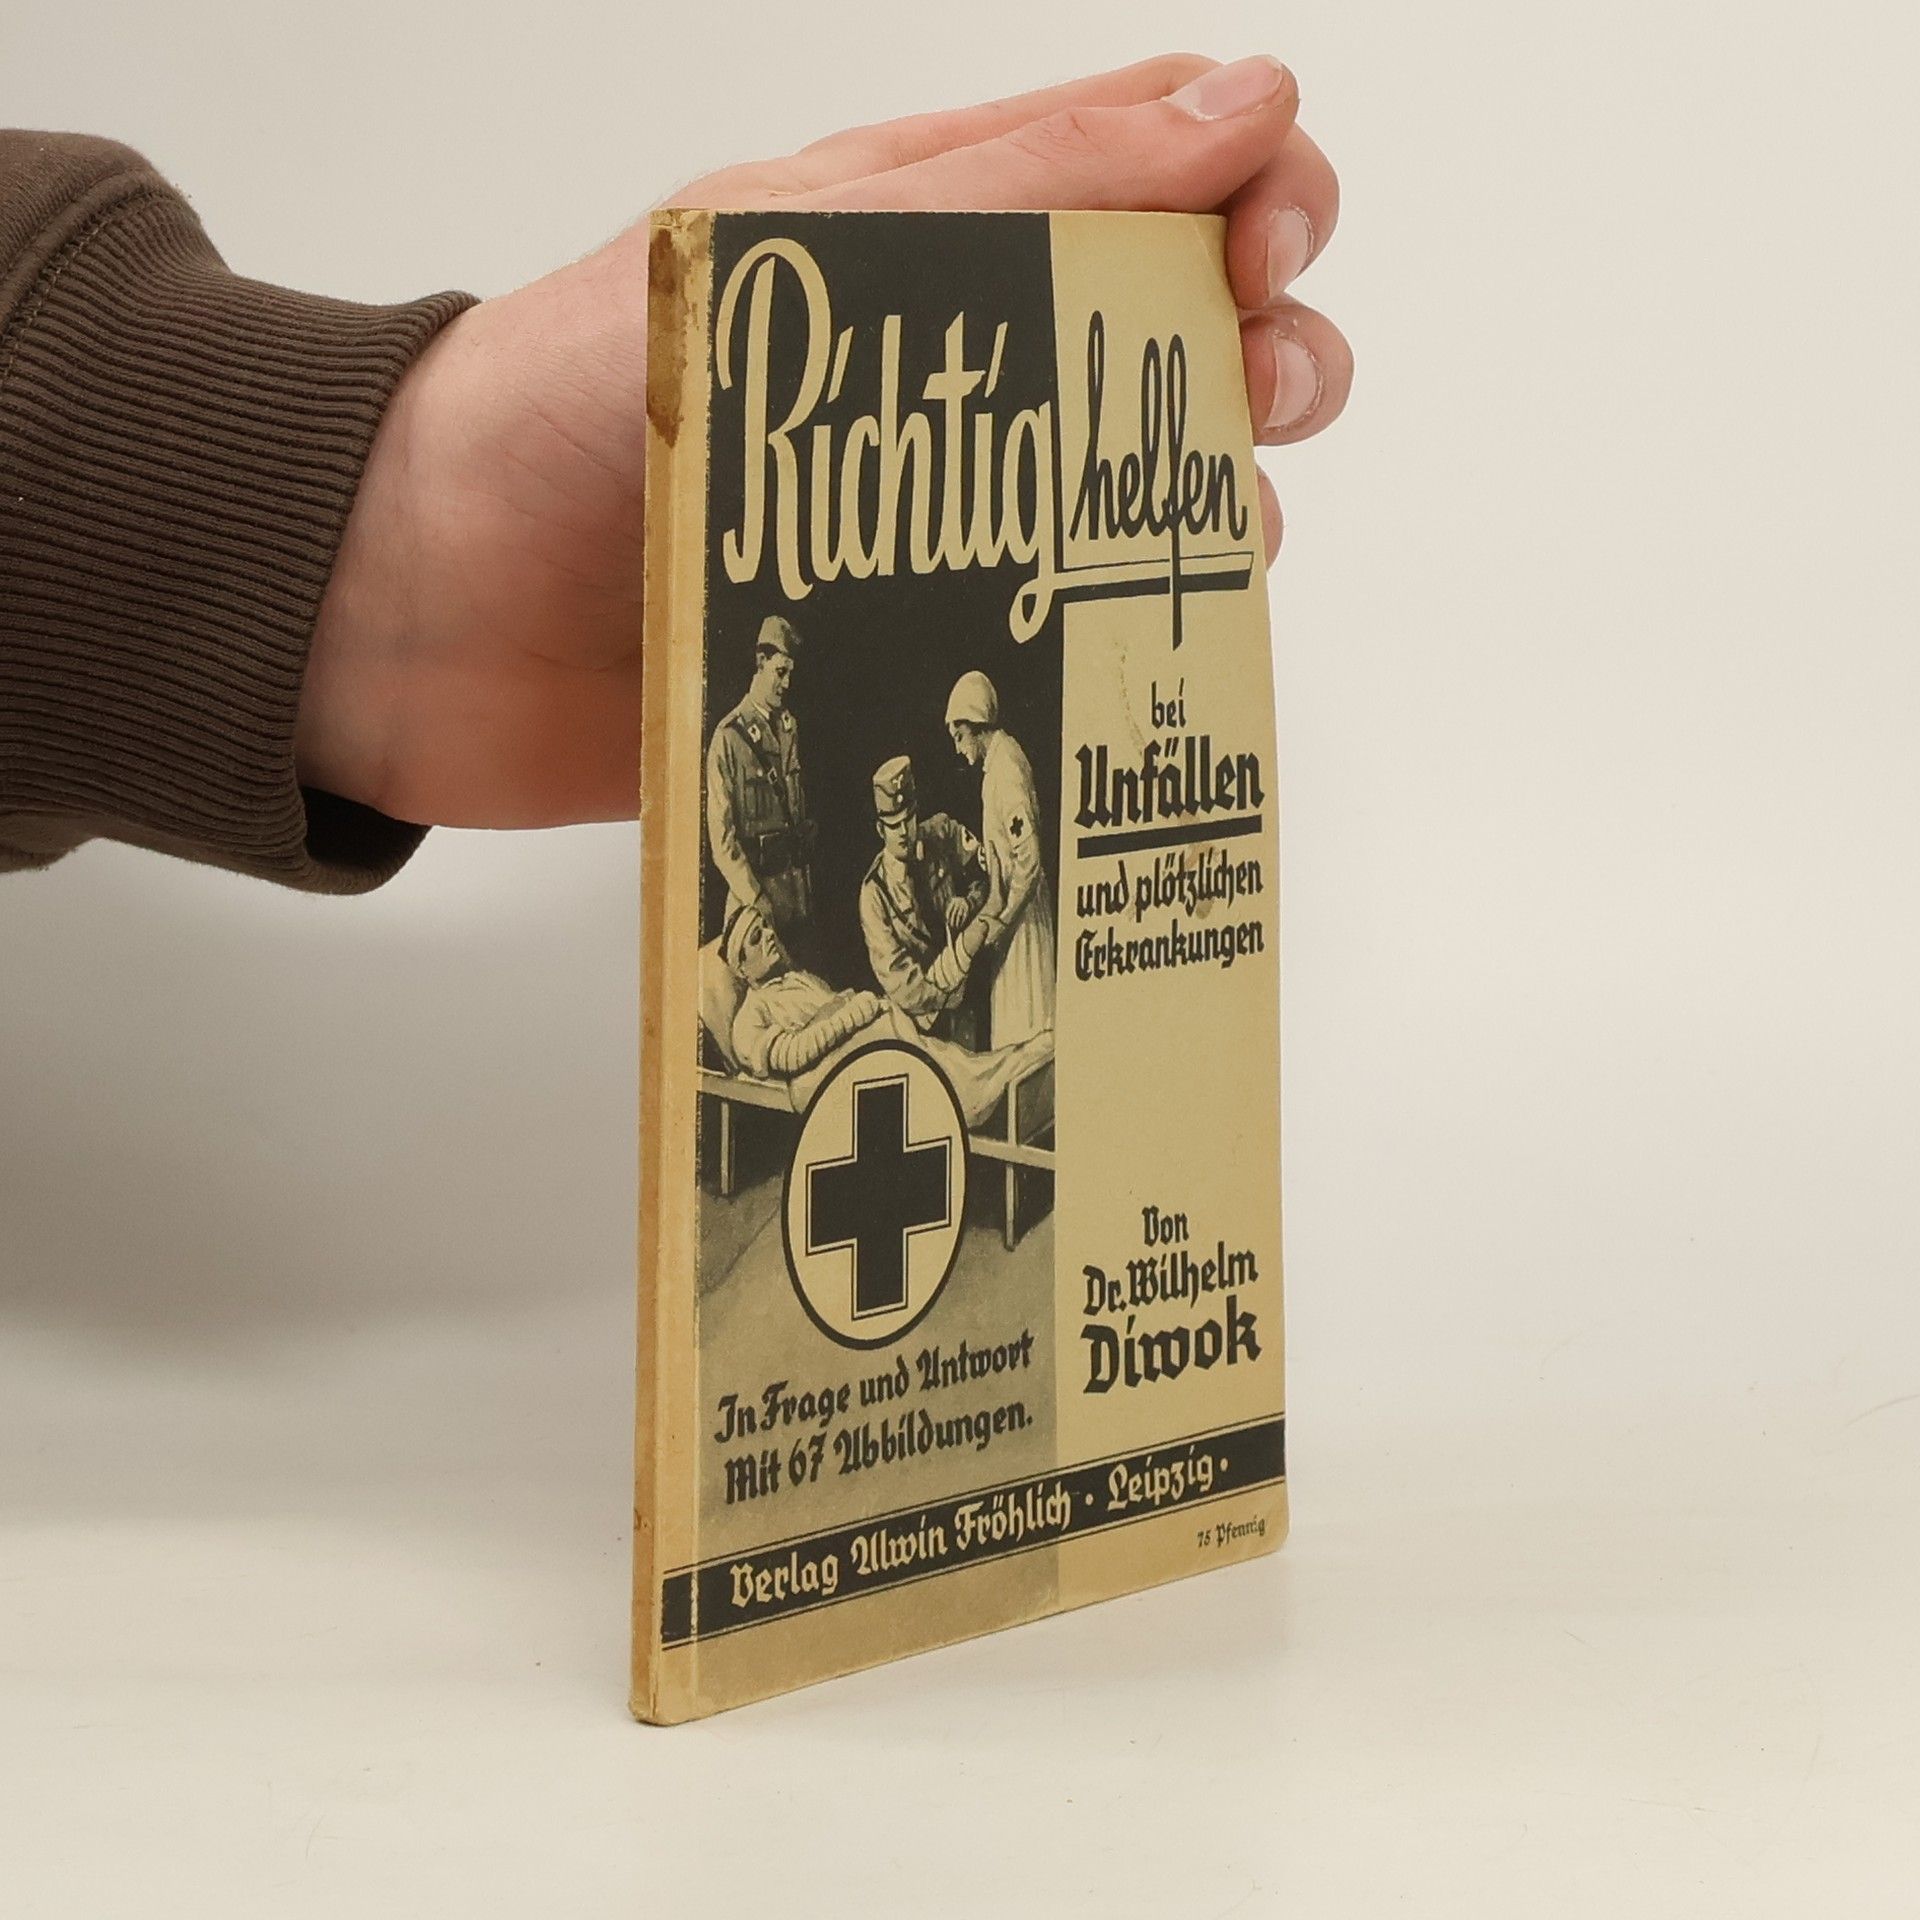 Richtig helfen
bei
Unfällen
und plötzlichen
Erkrankungen
Von
Dr. Wilhelm
Diwok
In Frage und Antwort
Mit 67 Abbildungen.
Verlag Alwin Fröhlich • Leipzig •
75 Pfennig